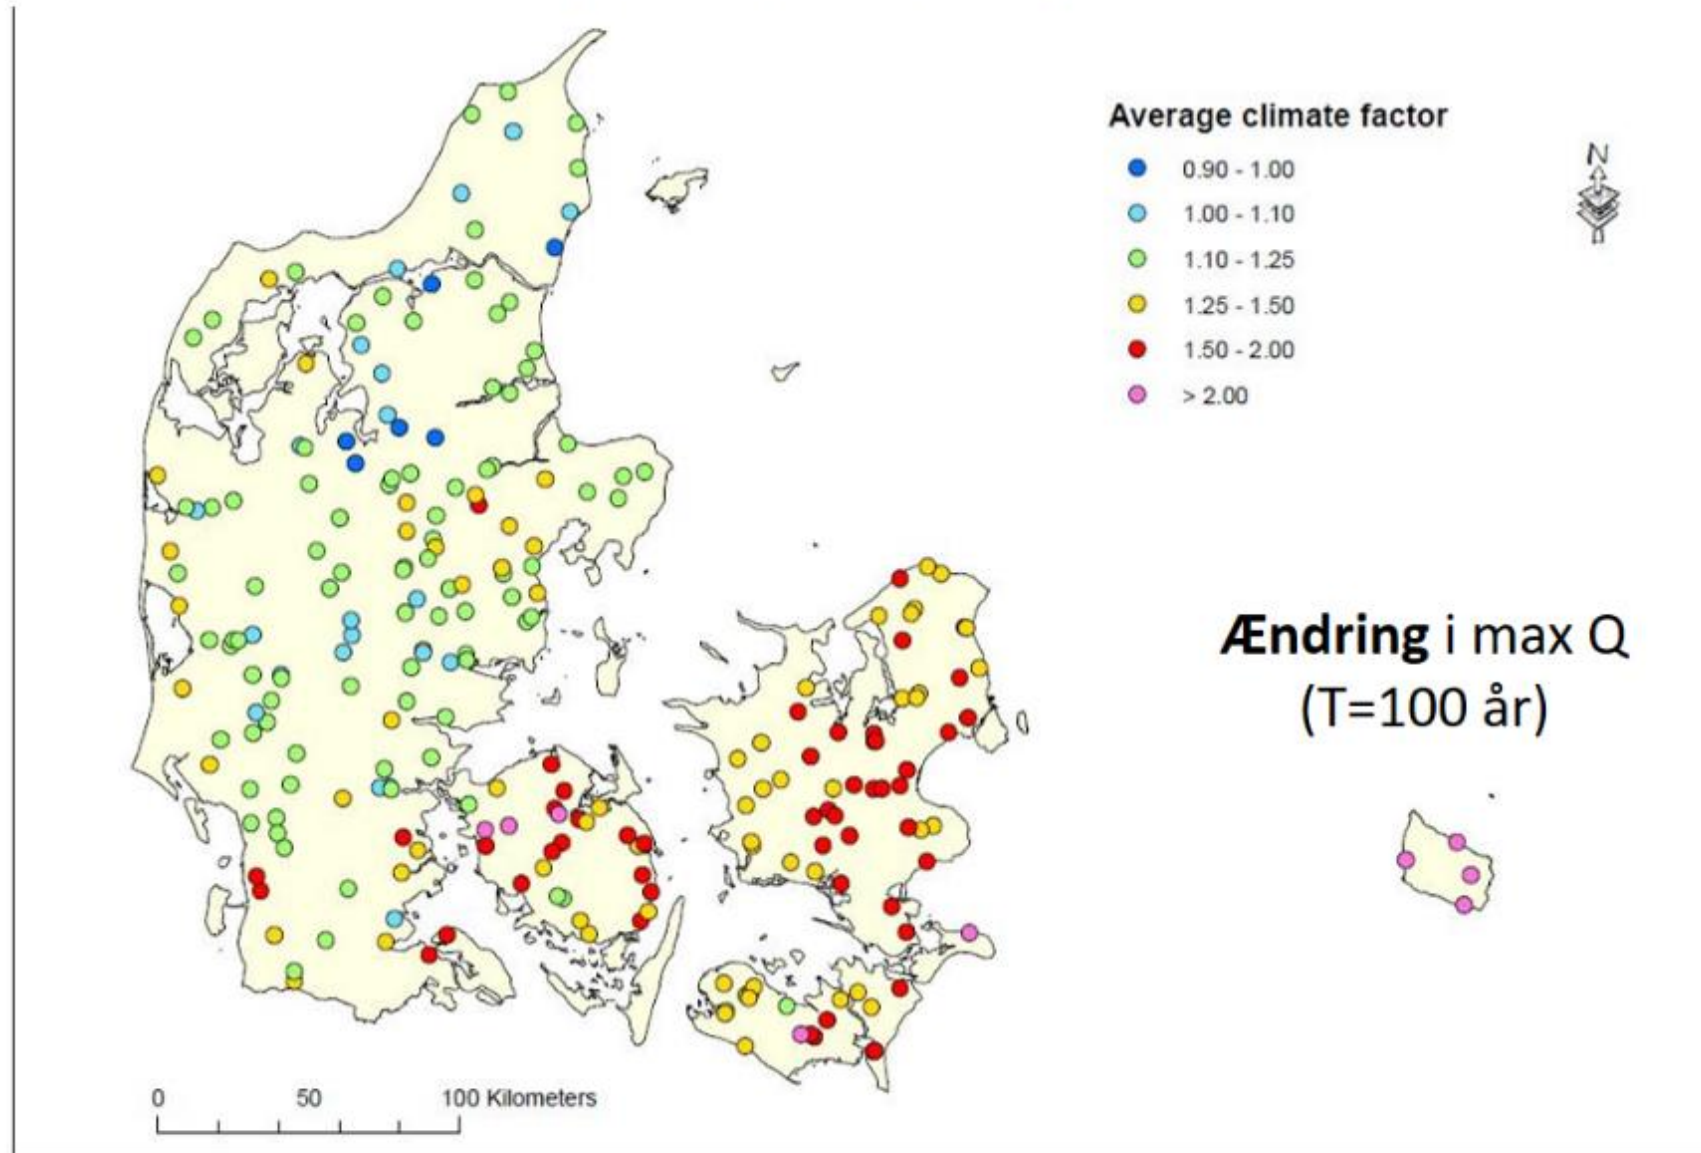 Average climate factor
0.90 - 1.00
1.00 - 1.10
1.10 - 1.25
1.25 - 1.50
1.50 - 2.00
> 2.00
N
Ændring i max Q
(T=100 år)
0 50 100 Kilometers